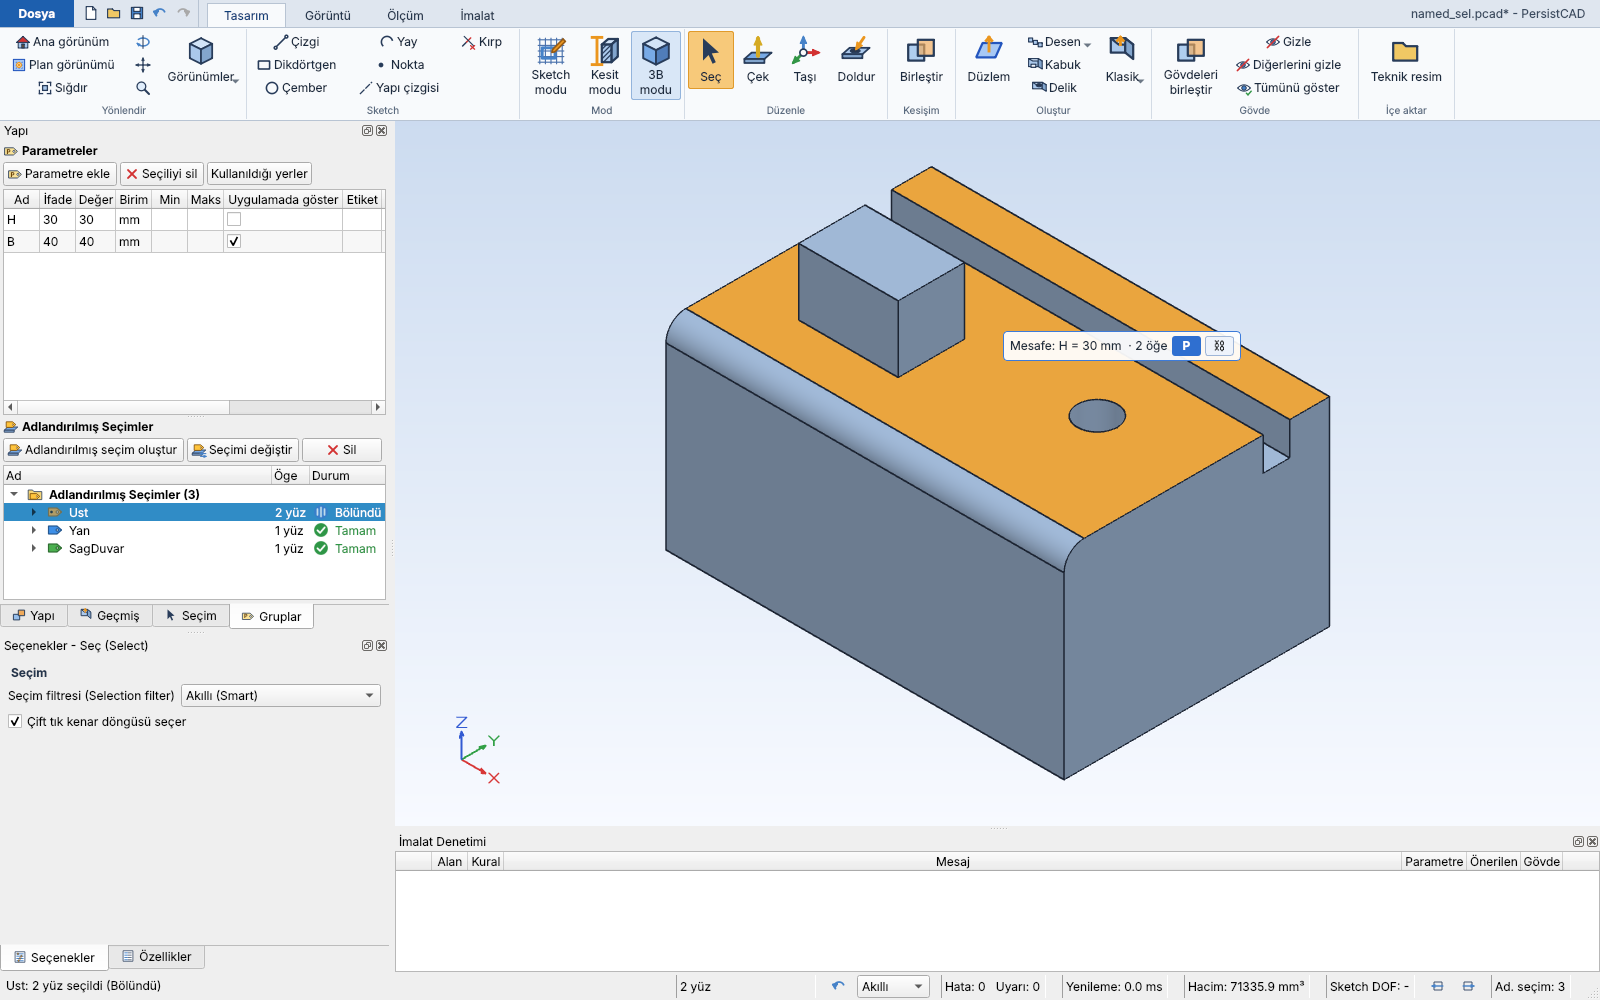 Dosya Tasarım Görüntü Ölçüm İmalat named_sel.pcad* - PersistCAD
Ana görünüm
Plan görünümü
Sığdır
Görünümler
Yönlendir
Çizgi Yay Kırp
Dikdörtgen Nokta
Çember Yapı çizgisi
Sketch
Sketch modu
Kesit modu
3B modu
Mod
Seç Çek Taşı Doldur
Düzenle
Birleştir
Kesişim
Düzlem
Desen
Kabuk
Delik
Klasik
Oluştur
Gövdeleri birleştir
Gizle
Diğerlerini gizle
Tümünü göster
Gövde
Teknik resim
İçe aktar
Yapı
Parametreler
Parametre ekle Seçiliyi sil Kullanıldığı yerler
Ad İfade Değer Birim Min Maks Uygulamada göster Etiket
H 30 30 mm
B 40 40 mm
Adlandırılmış Seçimler
Adlandırılmış seçim oluştur Seçimi değiştir Sil
Ad Öge Durum
Adlandırılmış Seçimler (3)
Ust 2 yüz Bölündü
Yan 1 yüz Tamam
SagDuvar 1 yüz Tamam
Yapı Geçmiş Seçim Gruplar
Seçenekler - Seç (Select)
Seçim
Seçim filtresi (Selection filter) Akıllı (Smart)
Çift tık kenar döngüsü seçer
Seçenekler Özellikler
Mesafe: H = 30 mm · 2 öğe P
Z
Y
X
İmalat Denetimi
Alan Kural Mesaj Parametre Önerilen Gövde
Ust: 2 yüz seçildi (Bölündü) 2 yüz Akıllı Hata: 0 Uyarı: 0 Yenileme: 0.0 ms Hacim: 71335.9 mm³ Sketch DOF: - Ad. seçim: 3